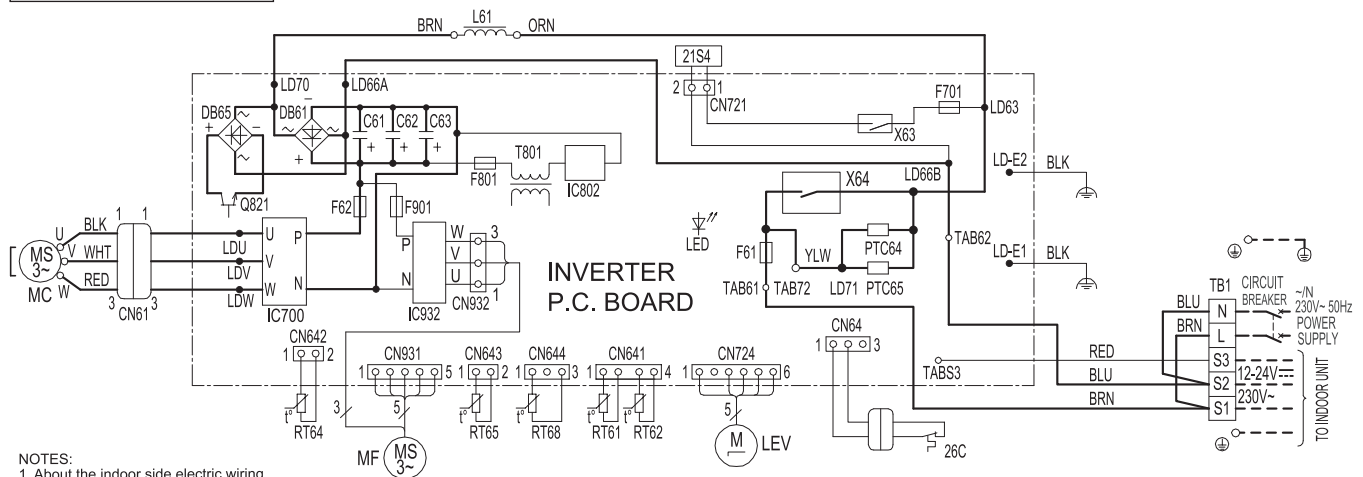 BRN L61 ORN
21S4
LD70 LD66A
2 1
CN721
F701
LD63
X63
DB65 DB61
~ − ~
+ − ~ ~
~ +
C61 C62 C63
+ + +
T801
F801
IC802
Q821
F62 F901
LD-E2 BLK
LD66B
X64
LED
F61
YLW
PTC64
PTC65
TAB61 TAB72 LD71
TAB62
LD-E1 BLK
U BLK 1 1
V WHT
W RED
MS
3~
MC
3 3
CN61
LDU
LDV
LDW
U P
V
W N
IC700
P W 3
V
N U 1
IC932
CN932
INVERTER
P.C. BOARD
TB1
CIRCUIT
BREAKER
~/N
230V~ 50Hz
POWER
SUPPLY
BLU N
BRN L
RED S3
BLU S2
BRN S1
12-24V
230V~
TO INDOOR UNIT
TABS3
CN642
1 2
t°
RT64
3
CN931
1 5
5
MF
MS
3~
CN643
1 2
t°
RT65
CN644
1 3
t°
RT68
CN641
1 4
t° t°
RT61 RT62
CN724
1 6
5
M
LEV
CN64
1 3
26C
NOTES:
1. About the indoor side electric wiring